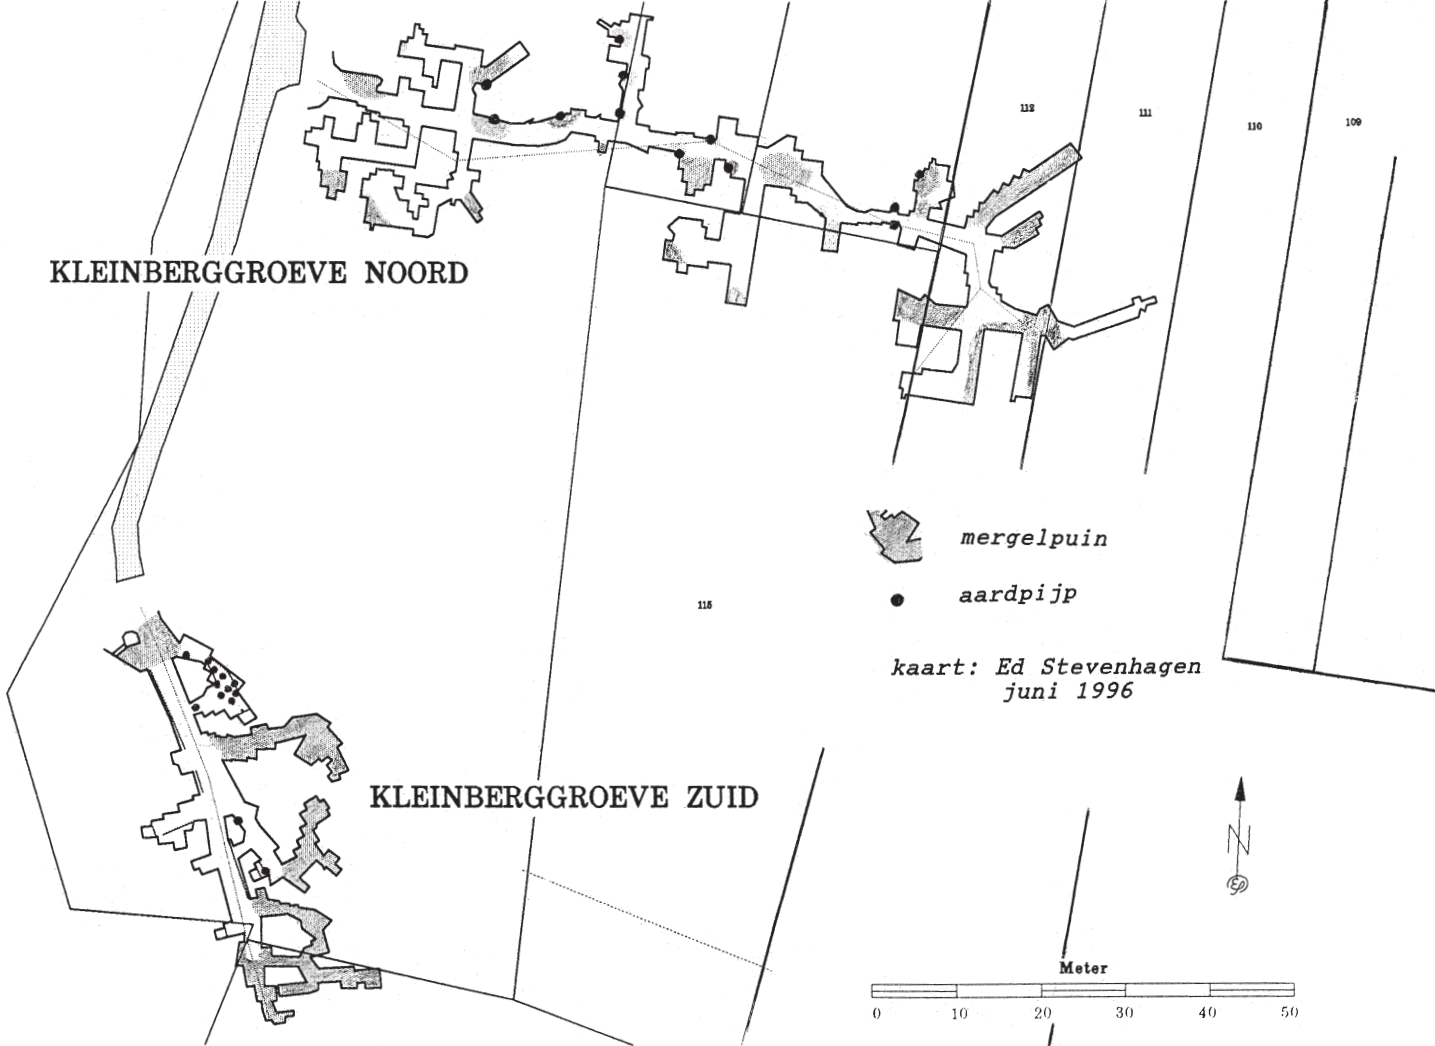 112
111
110
109
KLEINBERGGROEVE NOORD
mergelpuin
aardpijp
115
kaart: Ed Stevenhagen
juni 1996
KLEINBERGGROEVE ZUID
N
Meter
0 10 20 30 40 50